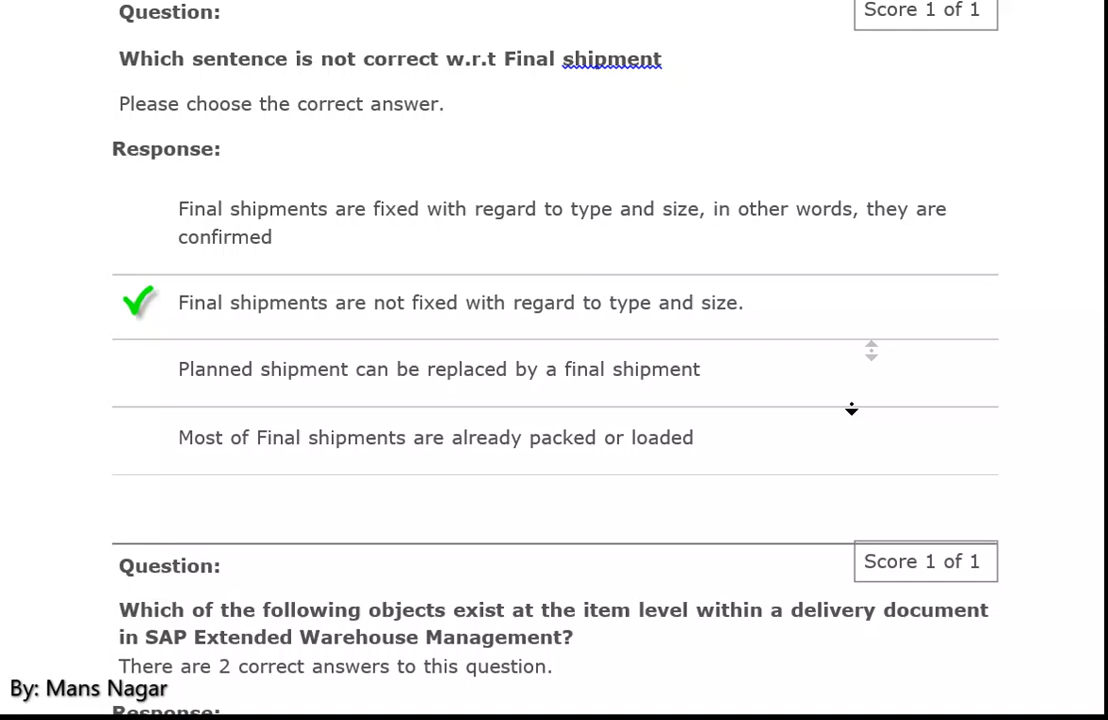 Question:
Score 1 of 1
Which sentence is not correct w.r.t Final shipment
Please choose the correct answer.
Response:
Final shipments are fixed with regard to type and size, in other words, they are
confirmed
Final shipments are not fixed with regard to type and size.
Planned shipment can be replaced by a final shipment
Most of Final shipments are already packed or loaded
Question:
Score 1 of 1
Which of the following objects exist at the item level within a delivery document
in SAP Extended Warehouse Management?
There are 2 correct answers to this question.
By: Mans Nagar
Response: